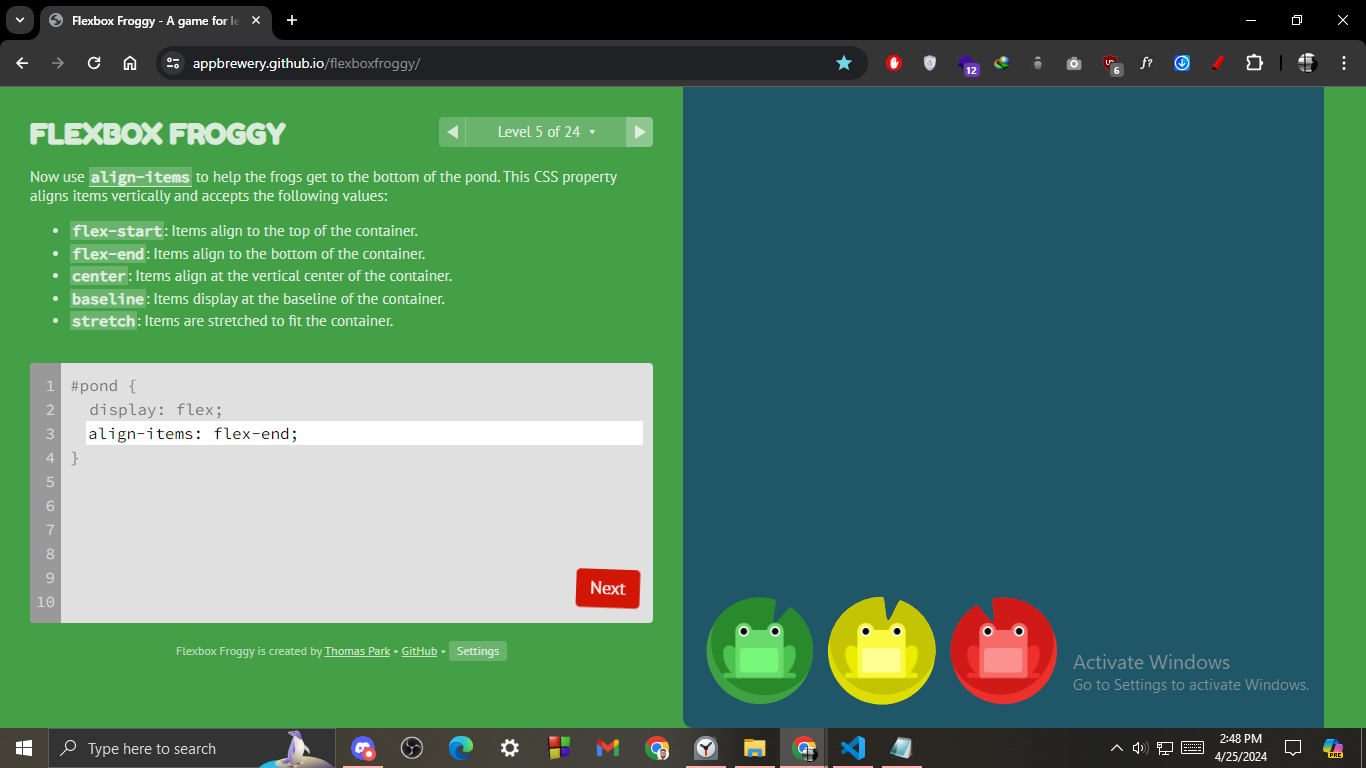 Flexbox Froggy - A game for le
appbrewery.github.io/flexboxfroggy/
12
6
f?
FLEXBOX FROGGY
Level 5 of 24
Now use align-items to help the frogs get to the bottom of the pond. This CSS property
aligns items vertically and accepts the following values:
• flex-start: Items align to the top of the container.
• flex-end: Items align to the bottom of the container.
• center: Items align at the vertical center of the container.
• baseline: Items display at the baseline of the container.
• stretch: Items are stretched to fit the container.
1 #pond {
2 display: flex;
3 align-items: flex-end;
4 }
5
6
7
8
9
10
Next
Flexbox Froggy is created by Thomas Park • GitHub • Settings
Activate Windows
Go to Settings to activate Windows.
Type here to search
2:48 PM
4/25/2024
PRE